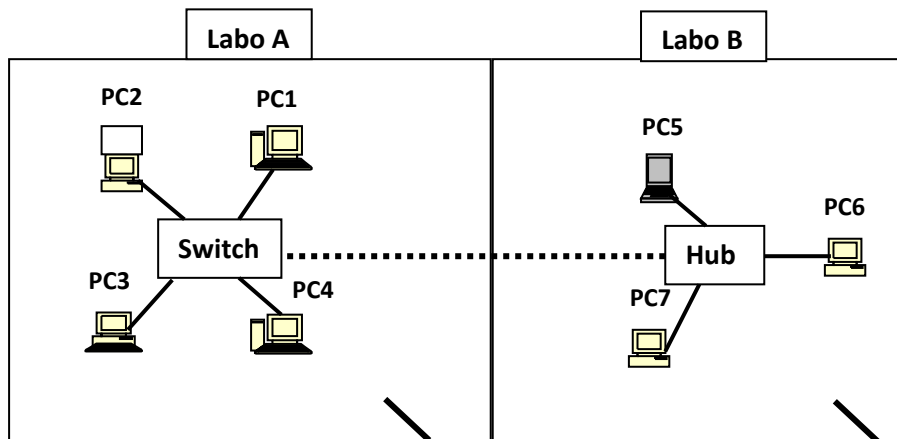 Labo A
Labo B
PC2
PC1
PC5
PC6
Switch
Hub
PC3
PC4
PC7